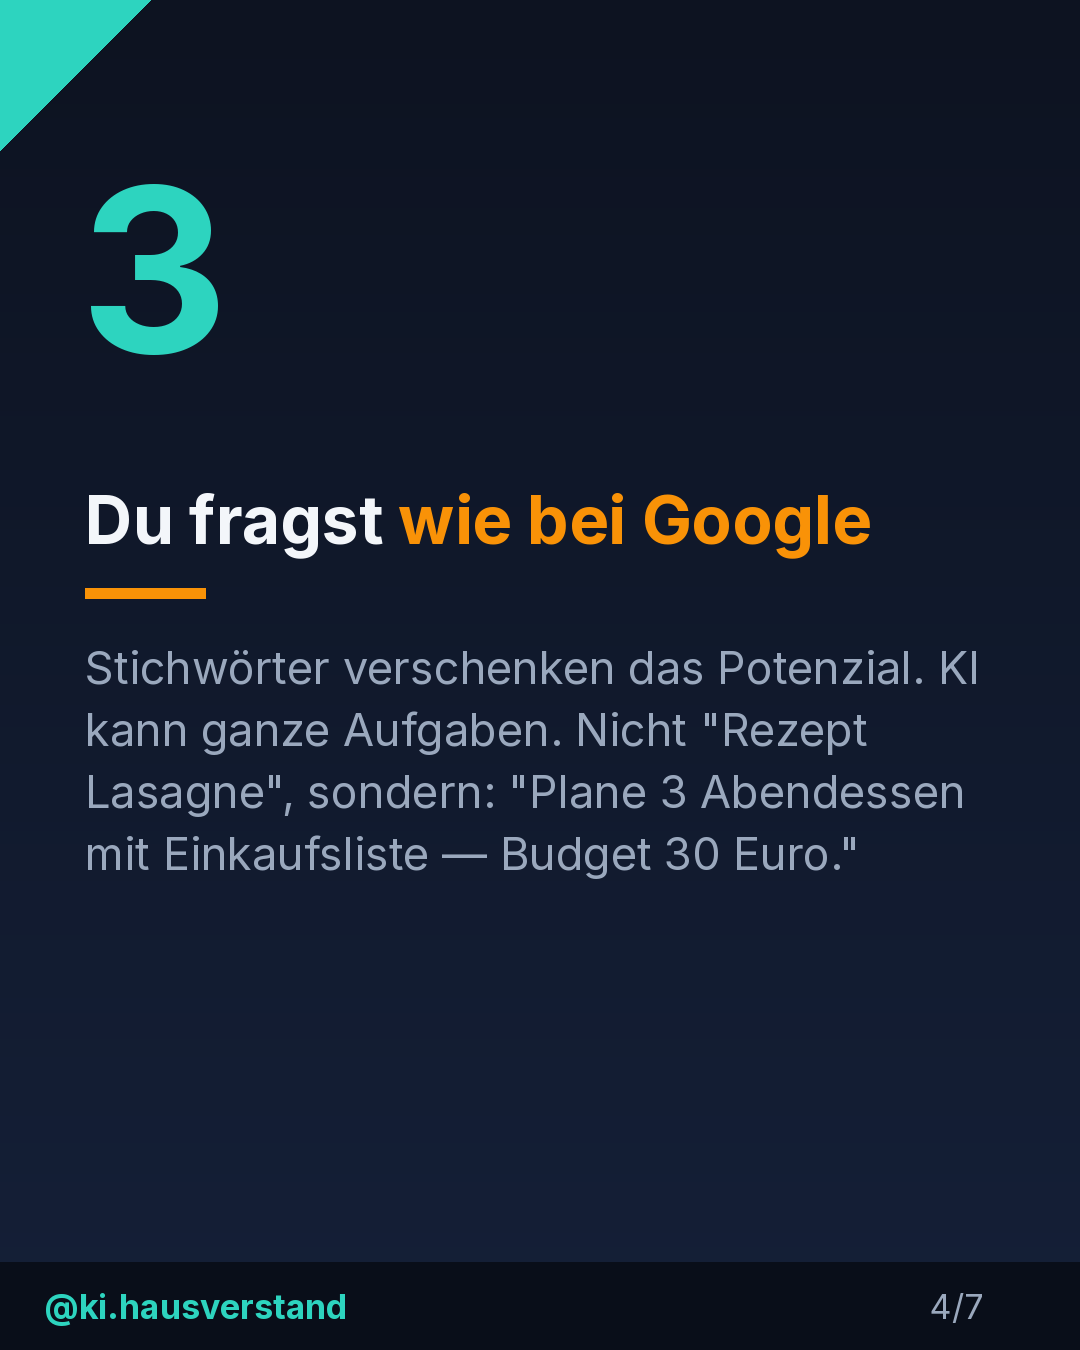 3
Du fragst wie bei Google
Stichwörter verschenken das Potenzial. KI
kann ganze Aufgaben. Nicht "Rezept
Lasagne", sondern: "Plane 3 Abendessen
mit Einkaufsliste — Budget 30 Euro."
@ki.hausverstand
4/7